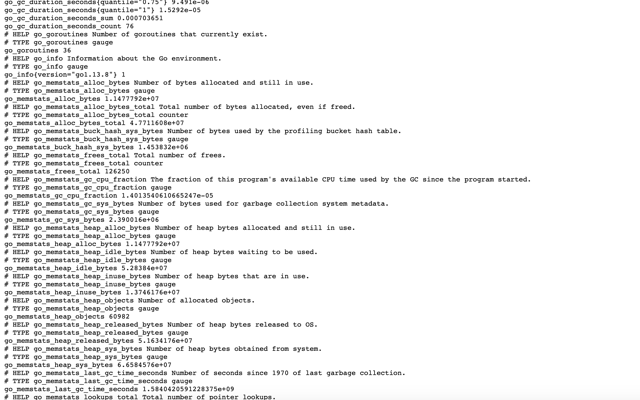 go_gc_duration_seconds{quantile="0.75"} 9.491e-06
go_gc_duration_seconds{quantile="1"} 1.5292e-05
go_gc_duration_seconds_sum 0.000703651
go_gc_duration_seconds_count 76
# HELP go_goroutines Number of goroutines that currently exist.
# TYPE go_goroutines gauge
go_goroutines 36
# HELP go_info Information about the Go environment.
# TYPE go_info gauge
go_info{version="go1.13.8"} 1
# HELP go_memstats_alloc_bytes Number of bytes allocated and still in use.
# TYPE go_memstats_alloc_bytes gauge
go_memstats_alloc_bytes 1.1477792e+07
# HELP go_memstats_alloc_bytes_total Total number of bytes allocated, even if freed.
# TYPE go_memstats_alloc_bytes_total counter
go_memstats_alloc_bytes_total 4.7711608e+07
# HELP go_memstats_buck_hash_sys_bytes Number of bytes used by the profiling bucket hash table.
# TYPE go_memstats_buck_hash_sys_bytes gauge
go_memstats_buck_hash_sys_bytes 1.453832e+06
# HELP go_memstats_frees_total Total number of frees.
# TYPE go_memstats_frees_total counter
go_memstats_frees_total 126250
# HELP go_memstats_gc_cpu_fraction The fraction of this program's available CPU time used by the GC since the program started.
# TYPE go_memstats_gc_cpu_fraction gauge
go_memstats_gc_cpu_fraction 1.4013540610665247e-05
# HELP go_memstats_gc_sys_bytes Number of bytes used for garbage collection system metadata.
# TYPE go_memstats_gc_sys_bytes gauge
go_memstats_gc_sys_bytes 2.390016e+06
# HELP go_memstats_heap_alloc_bytes Number of heap bytes allocated and still in use.
# TYPE go_memstats_heap_alloc_bytes gauge
go_memstats_heap_alloc_bytes 1.1477792e+07
# HELP go_memstats_heap_idle_bytes Number of heap bytes waiting to be used.
# TYPE go_memstats_heap_idle_bytes gauge
go_memstats_heap_idle_bytes 5.28384e+07
# HELP go_memstats_heap_inuse_bytes Number of heap bytes that are in use.
# TYPE go_memstats_heap_inuse_bytes gauge
go_memstats_heap_inuse_bytes 1.3746176e+07
# HELP go_memstats_heap_objects Number of allocated objects.
# TYPE go_memstats_heap_objects gauge
go_memstats_heap_objects 60982
# HELP go_memstats_heap_released_bytes Number of heap bytes released to OS.
# TYPE go_memstats_heap_released_bytes gauge
go_memstats_heap_released_bytes 5.1634176e+07
# HELP go_memstats_heap_sys_bytes Number of heap bytes obtained from system.
# TYPE go_memstats_heap_sys_bytes gauge
go_memstats_heap_sys_bytes 6.6584576e+07
# HELP go_memstats_last_gc_time_seconds Number of seconds since 1970 of last garbage collection.
# TYPE go_memstats_last_gc_time_seconds gauge
go_memstats_last_gc_time_seconds 1.5840420591228375e+09
# HELP go_memstats_lookups_total Total number of pointer lookups.